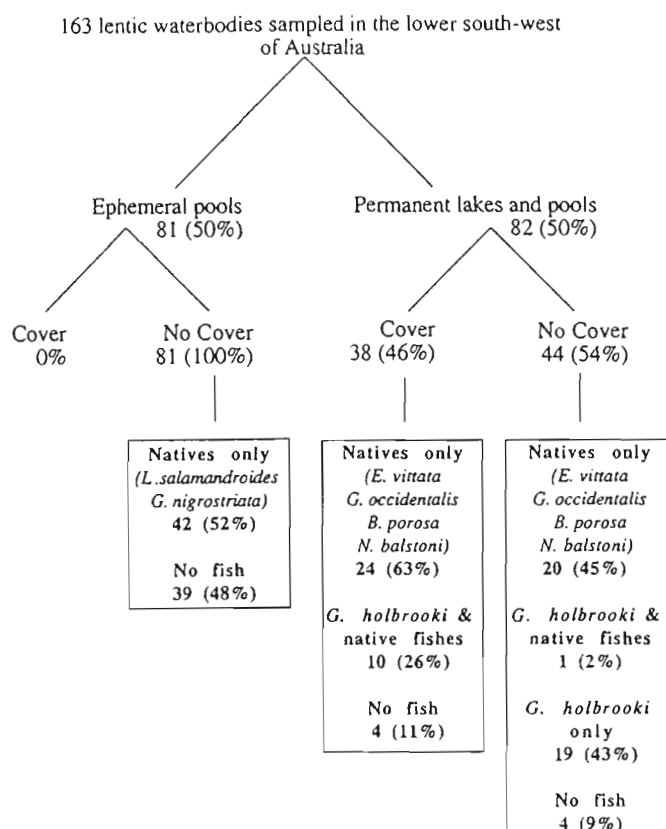 163 lentic waterbodies sampled in the lower south-west
of Australia
Ephemeral pools
81 (50%)
Permanent lakes and pools
82 (50%)
Cover
0%
No Cover
81 (100%)
Cover
38 (46%)
No Cover
44 (54%)
Natives only
(L.salamandroides
G. nigrostriata)
42 (52%)
No fish
39 (48%)
Natives only
(E. vittata
G. occidentalis
B. porosa
N. balstoni)
24 (63%)
G. holbrooki &
native fishes
10 (26%)
No fish
4 (11%)
Natives only
(E. vittata
G. occidentalis
B. porosa
N. balstoni)
20 (45%)
G. holbrooki &
native fishes
1 (2%)
G. holbrooki
only
19 (43%)
No fish
4 (9%)